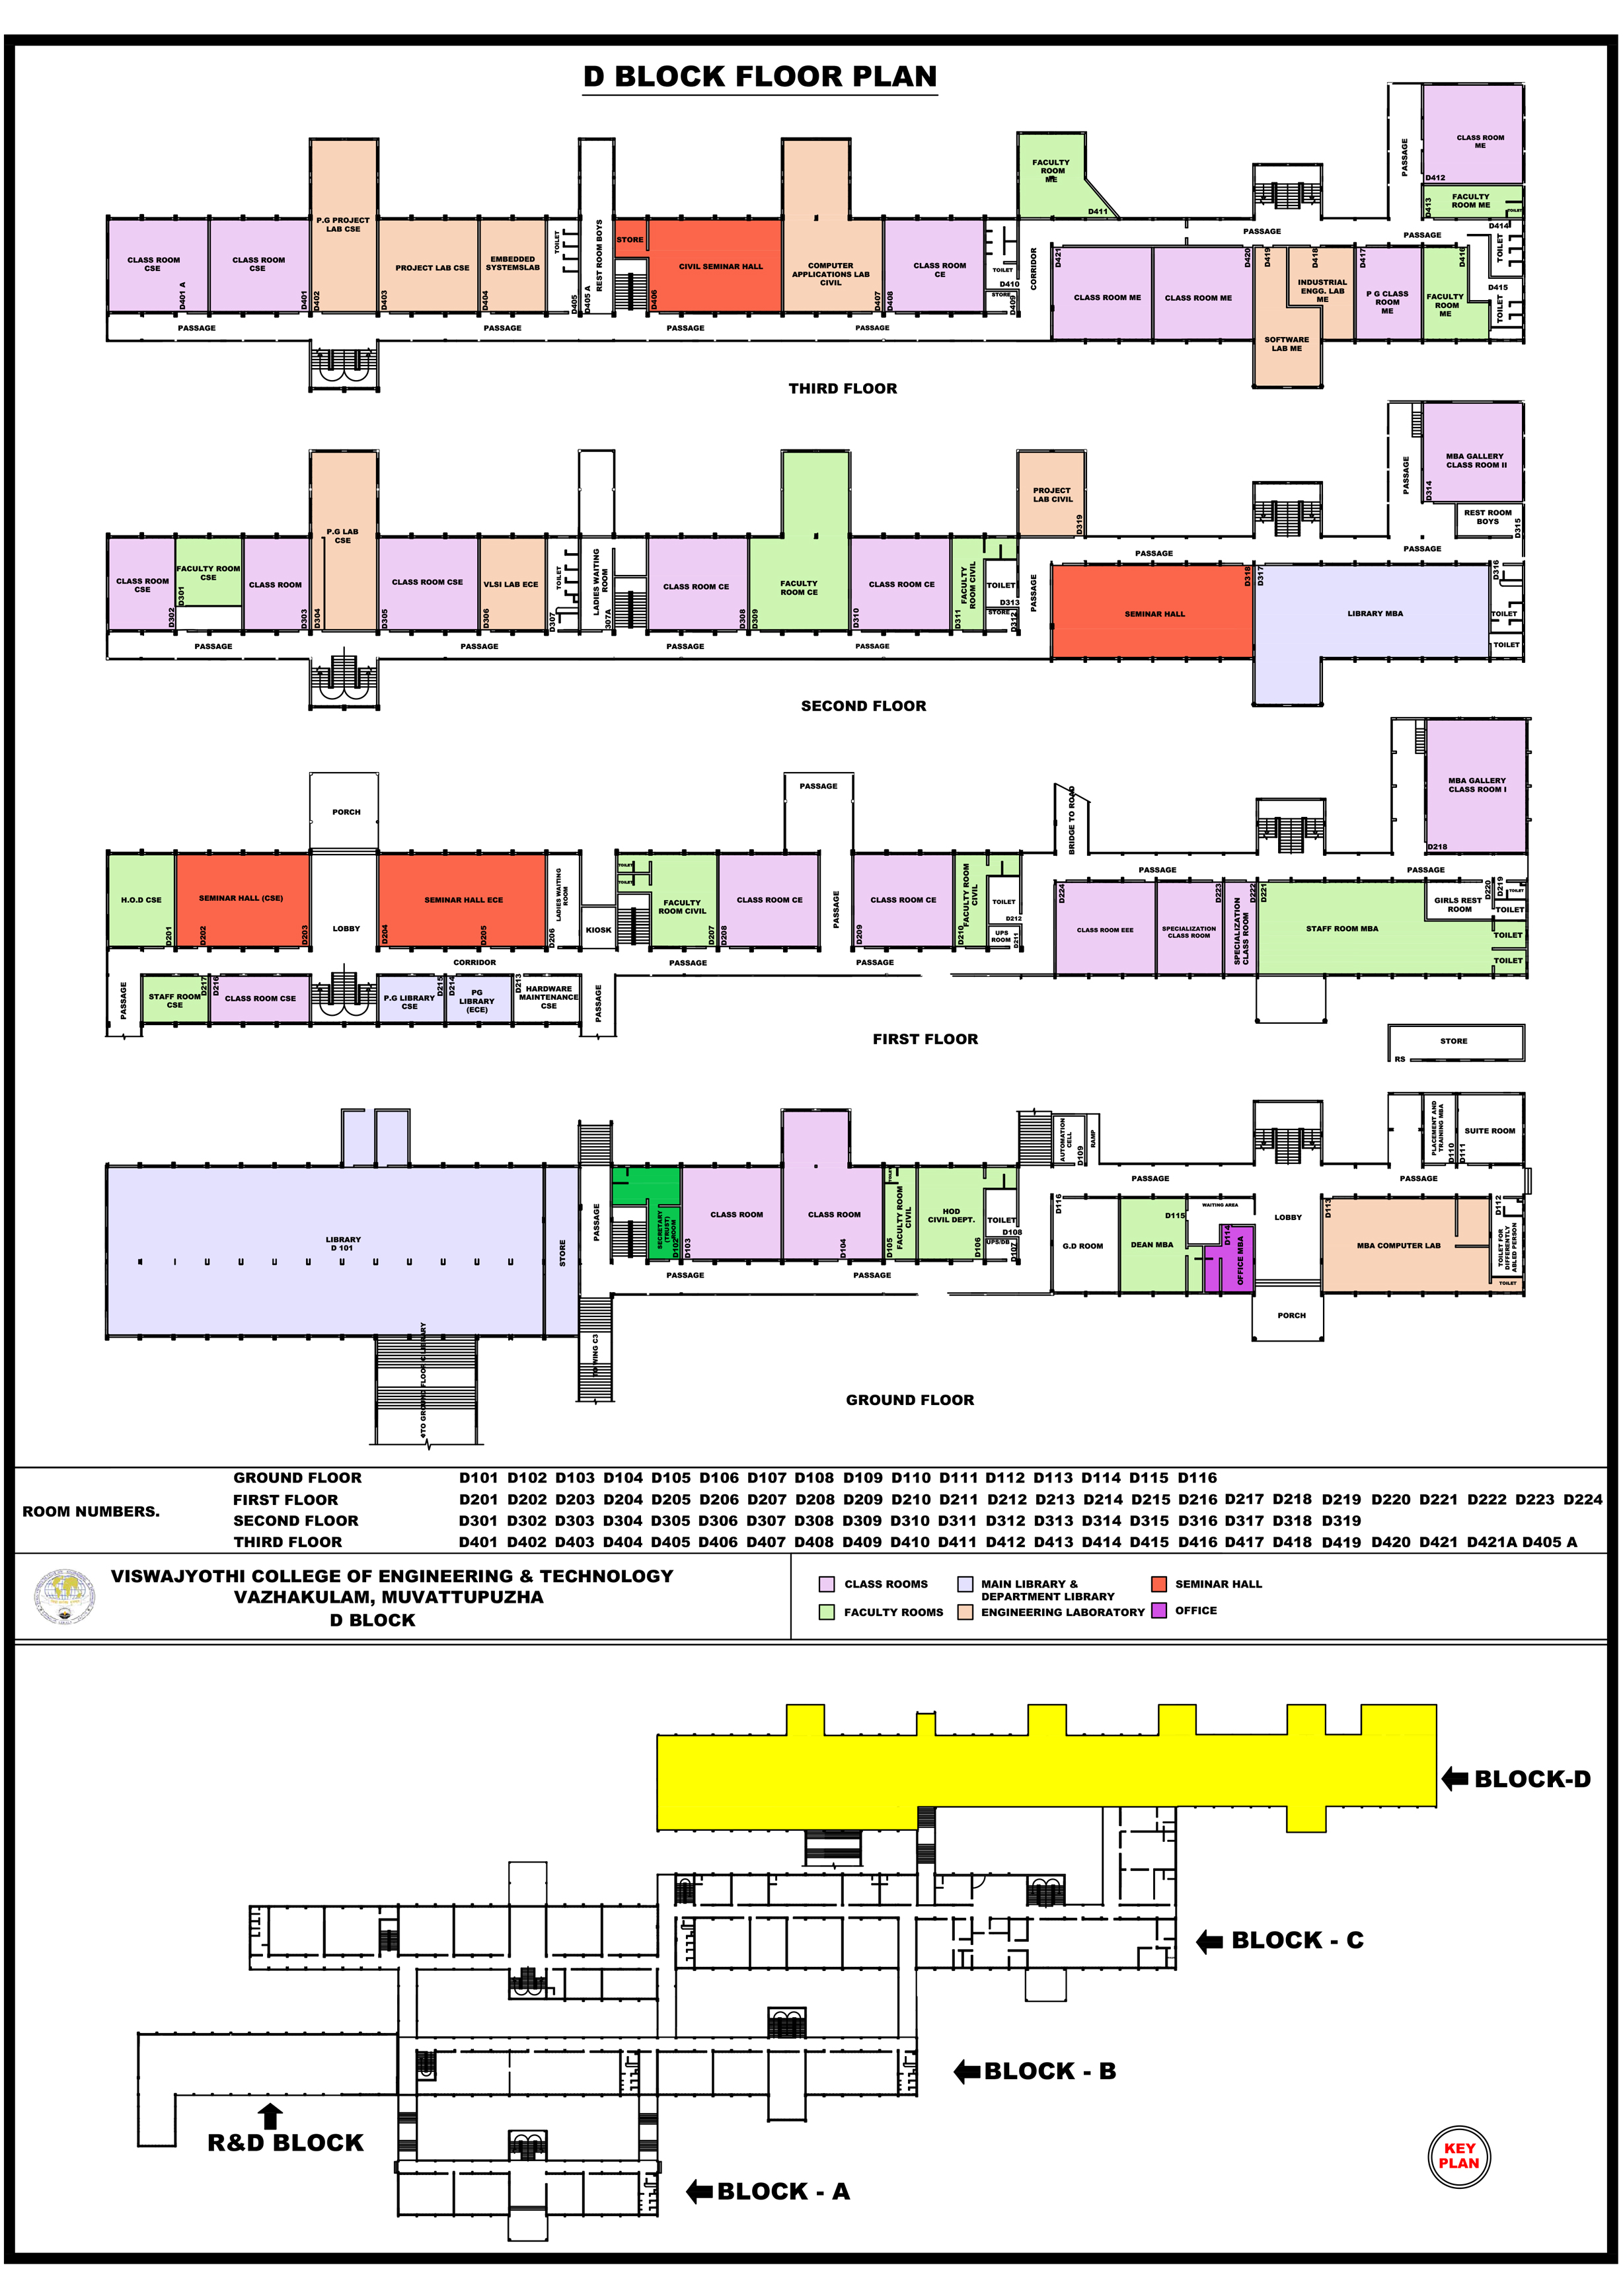 D BLOCK FLOOR PLAN
CLASS ROOM
CSE
D401 A
CLASS ROOM
CSE
D401
P.G PROJECT
LAB CSE
D402
PROJECT LAB CSE
D403
EMBEDDED
SYSTEMSLAB
D404
TOILET
D405
REST ROOM BOYS
D405 A
STORE
CIVIL SEMINAR HALL
D406
COMPUTER
APPLICATIONS LAB
CIVIL
D407
CLASS ROOM
CE
D408
TOILET
D410
STORE
D409
CORRIDOR
FACULTY
ROOM
ME
D411
PASSAGE
CLASS ROOM
ME
D412
FACULTY
ROOM ME
D413
TOILET
D414
TOILET
PASSAGE
PASSAGE
D421
CLASS ROOM ME
CLASS ROOM ME
D420
D419
SOFTWARE
LAB ME
D418
INDUSTRIAL
ENGG. LAB
ME
D417
P G CLASS
ROOM
ME
D416
FACULTY
ROOM
ME
D415
TOILET
PASSAGE
PASSAGE
PASSAGE
PASSAGE
THIRD FLOOR
CLASS ROOM
CSE
D302
FACULTY ROOM
CSE
D301
CLASS ROOM
D303
P.G LAB
CSE
D304
CLASS ROOM CSE
D305
VLSI LAB ECE
D306
TOILET
D307
LADIES WAITING
ROOM
307A
CLASS ROOM CE
D308
FACULTY
ROOM CE
D309
CLASS ROOM CE
D310
FACULTY
ROOM CIVIL
D311
TOILET
D313
STORE
D312
PASSAGE
PROJECT
LAB CIVIL
D319
PASSAGE
SEMINAR HALL
D318
D317
LIBRARY MBA
PASSAGE
MBA GALLERY
CLASS ROOM II
D314
REST ROOM
BOYS
D315
PASSAGE
D316
TOILET
TOILET
PASSAGE
PASSAGE
PASSAGE
PASSAGE
SECOND FLOOR
PORCH
H.O.D CSE
D201
SEMINAR HALL (CSE)
D202
D203
LOBBY
SEMINAR HALL ECE
D204
D205
LADIES WAITING
ROOM
D206
KIOSK
TOILET
TOILET
FACULTY
ROOM CIVIL
D207
CLASS ROOM CE
D208
PASSAGE
PASSAGE
CLASS ROOM CE
D209
FACULTY ROOM
CIVIL
D210
TOILET
D212
UPS
ROOM
D211
BRIDGE TO ROAD
PASSAGE
D224
CLASS ROOM EEE
SPECIALIZATION
CLASS ROOM
D223
SPECIALIZATION
CLASS ROOM
D222
D221
STAFF ROOM MBA
MBA GALLERY
CLASS ROOM I
D218
PASSAGE
GIRLS REST
ROOM
D220
D219
TOILET
TOILET
TOILET
TOILET
CORRIDOR
PASSAGE
PASSAGE
PASSAGE
STAFF ROOM
CSE
D217
D216
CLASS ROOM CSE
P.G LIBRARY
CSE
D215
D214
PG
LIBRARY
(ECE)
D213
HARDWARE
MAINTENANCE
CSE
PASSAGE
FIRST FLOOR
STORE
RS
LIBRARY
D 101
STORE
PASSAGE
SECRETARY
(TRUST)
ROOM
D102
D103
CLASS ROOM
CLASS ROOM
D104
TOILET
FACULTY ROOM
CIVIL
D105
HOD
CIVIL DEPT.
D106
TOILET
D108
UPS/DB
D107
AUTOMATION
CELL
D109
RAMP
PASSAGE
D116
G.D ROOM
DEAN MBA
D115
WAITING AREA
D114
OFFICE MBA
LOBBY
PORCH
PLACEMENT AND
TRAINING MBA
D110
SUITE ROOM
D111
PASSAGE
D113
MBA COMPUTER LAB
D112
TOILET FOR
DIFFERENTLY
ABLED PERSON
TOILET
PASSAGE
PASSAGE
TO WING C3
TO GROUND FLOOR C LIBRARY
GROUND FLOOR
ROOM NUMBERS.
GROUND FLOOR D101 D102 D103 D104 D105 D106 D107 D108 D109 D110 D111 D112 D113 D114 D115 D116
FIRST FLOOR D201 D202 D203 D204 D205 D206 D207 D208 D209 D210 D211 D212 D213 D214 D215 D216 D217 D218 D219 D220 D221 D222 D223 D224
SECOND FLOOR D301 D302 D303 D304 D305 D306 D307 D308 D309 D310 D311 D312 D313 D314 D315 D316 D317 D318 D319
THIRD FLOOR D401 D402 D403 D404 D405 D406 D407 D408 D409 D410 D411 D412 D413 D414 D415 D416 D417 D418 D419 D420 D421 D421A D405 A
VISWAJYOTHI COLLEGE OF ENGINEERING & TECHNOLOGY
VAZHAKULAM, MUVATTUPUZHA
D BLOCK
CLASS ROOMS
FACULTY ROOMS
MAIN LIBRARY &
DEPARTMENT LIBRARY
ENGINEERING LABORATORY
SEMINAR HALL
OFFICE
BLOCK-D
BLOCK - C
BLOCK - B
R&D BLOCK
BLOCK - A
KEY
PLAN